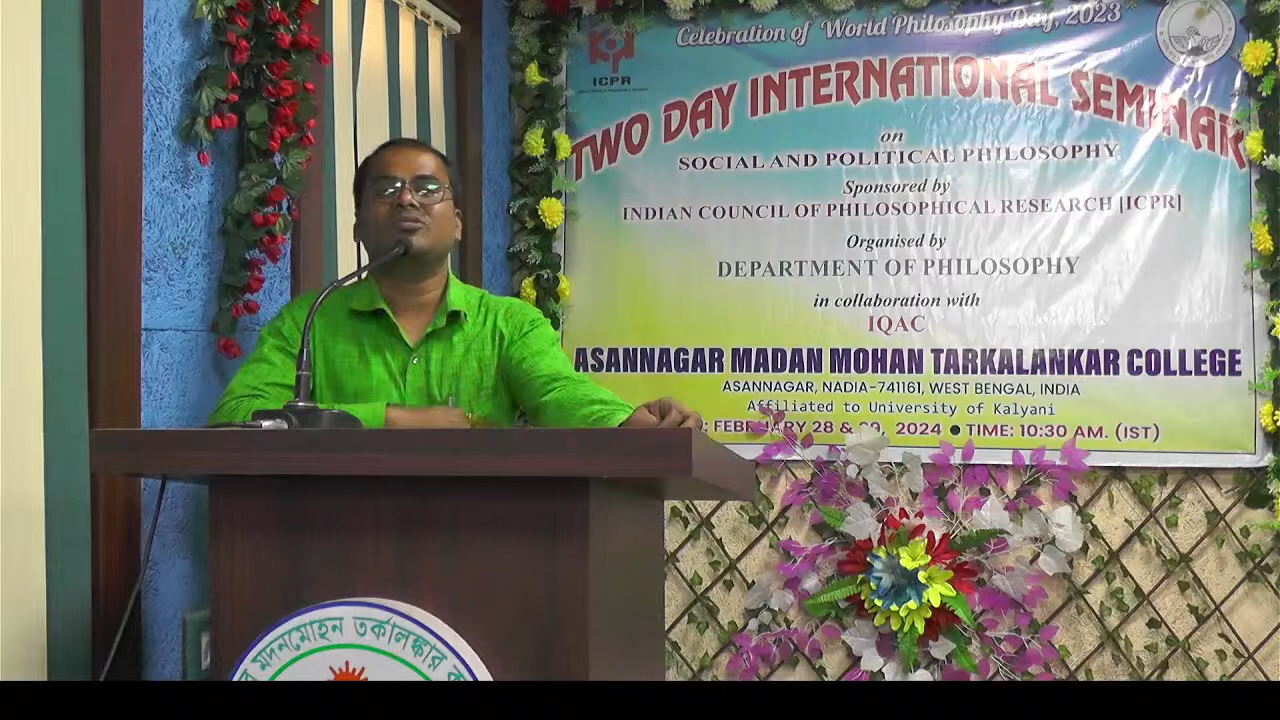 Celebration of World Philosophy Day, 2023
ICPR
TWO DAY INTERNATIONAL SEMINAR
on
SOCIAL AND POLITICAL PHILOSOPHY
Sponsored by
INDIAN COUNCIL OF PHILOSOPHICAL RESEARCH [ICPR]
Organised by
DEPARTMENT OF PHILOSOPHY
in collaboration with
IQAC
ASANNAGAR MADAN MOHAN TARKALANKAR COLLEGE
ASANNAGAR, NADIA-741161, WEST BENGAL, INDIA
Affiliated to University of Kalyani
: FEBRUARY 28 & 29, 2024 ● TIME: 10:30 AM. (IST)
মদনমোহন তর্কালঙ্কার